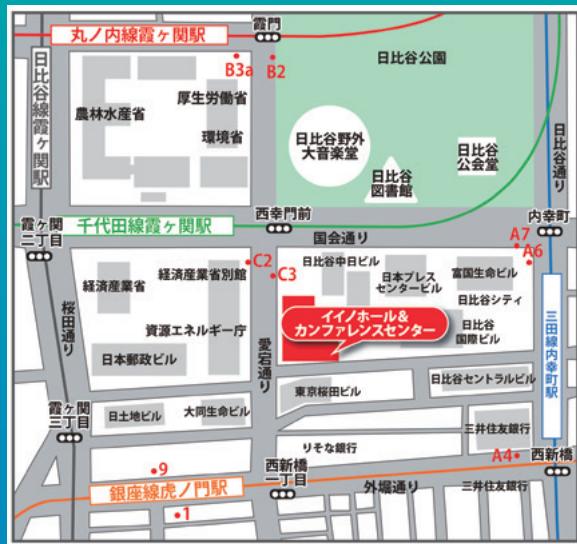 丸ノ内線霞ヶ関駅
霞門
日比谷公園
B3a
B2
日比谷線霞ヶ関駅
農林水産省
厚生労働省
環境省
日比谷野外
大音楽堂
日比谷
図書館
日比谷
公会堂
日比谷通り
千代田線霞ヶ関駅
西幸門前
内幸町
霞ヶ関
二丁目
国会通り
A7
A6
C2
C3
経済産業省
経済産業省別館
日比谷中日ビル
日本プレス
センタービル
富国生命ビル
日比谷シティ
桜田通り
資源エネルギー庁
愛宕通り
イイノホール&
カンファレンスセンター
日比谷
国際ビル
三田線内幸町駅
日本郵政ビル
東京桜田ビル
日比谷セントラルビル
霞ヶ関
三丁目
日土地ビル
大同生命ビル
りそな銀行
三井住友銀行
A4
西新橋
9
銀座線虎ノ門駅
西新橋
一丁目
外堀通り
三井住友銀行
1